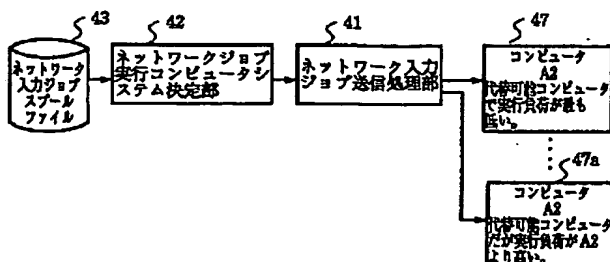 43
ネットワーク
入力ジョブ
スプール
ファイル
42
ネットワークジョブ
実行コンピュータシ
ステム決定部
41
ネットワーク入力
ジョブ送信処理部
47
コンピュータ
A2
代替可能コンピュータ
で実行負荷が最も
低い。
47a
コンピュータ
A2
代替可能コンピュータ
だが実行負荷がA2
より高い。